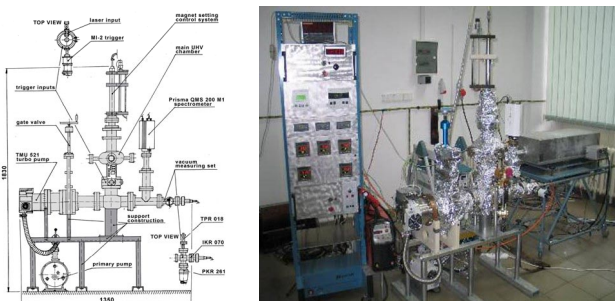 TOP VIEW
laser input
MI-2 trigger
magnet setting
control system
main UHV
chamber
trigger inputs
Prisma QMS 200 M1
spectrometer
gate valve
TMU 521
turbo pump
vacuum
measuring set
1830
support
construction
TOP VIEW
TPR 018
IKR 070
primary pump
PKR 261
1350